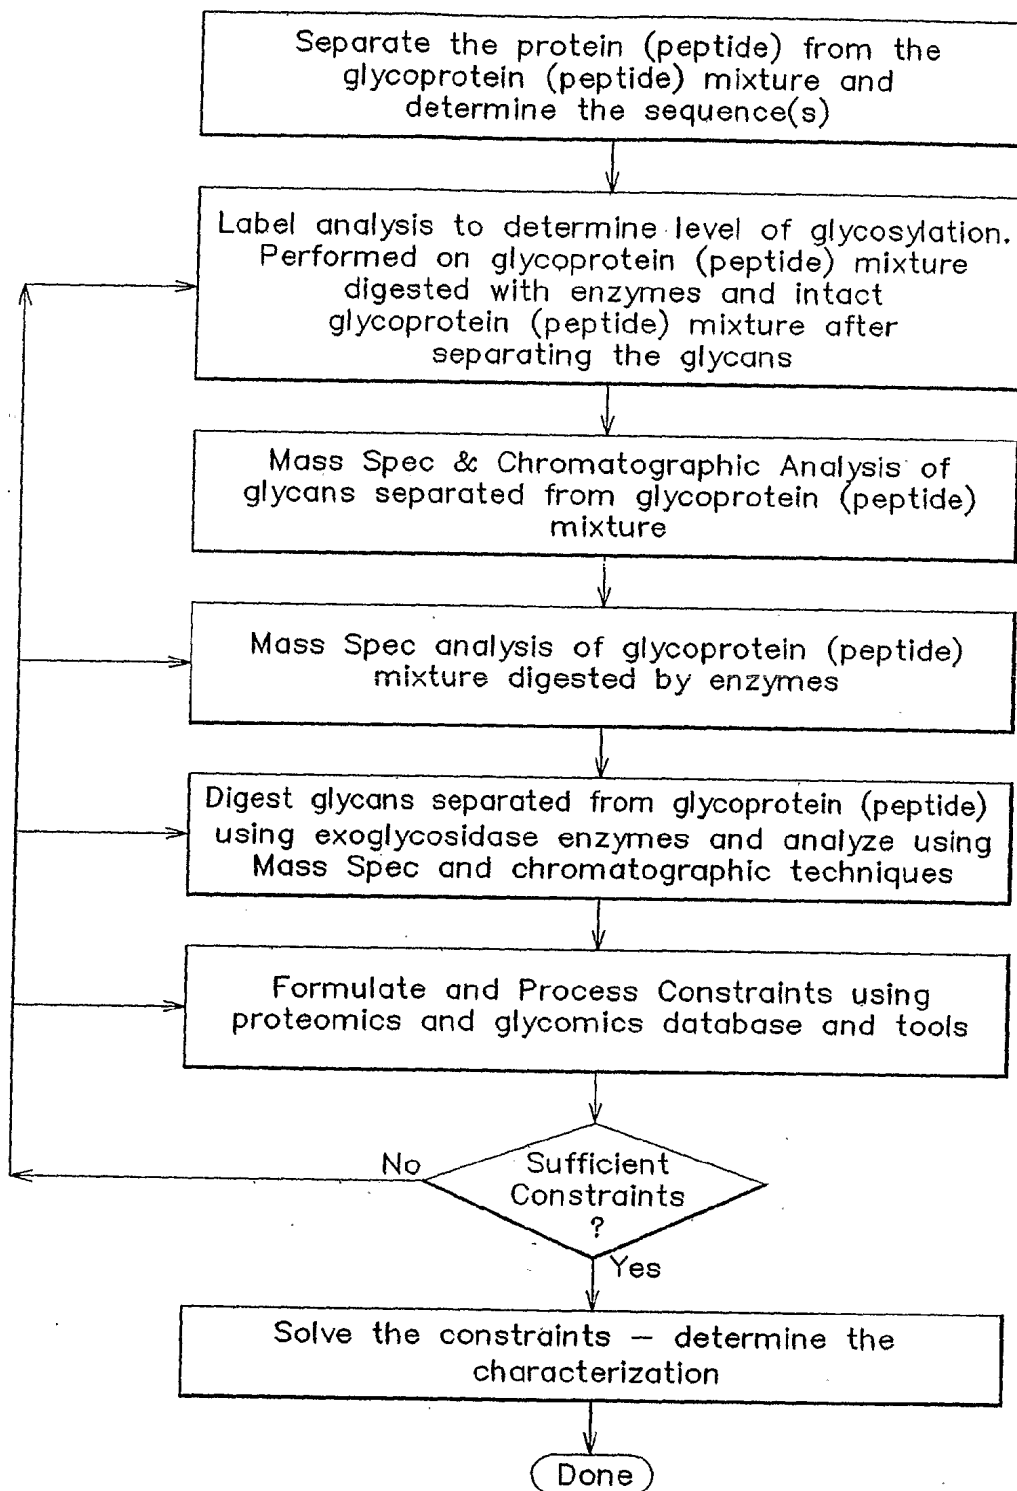 Separate the protein (peptide) from the
glycoprotein (peptide) mixture and
determine the sequence(s)
Label analysis to determine level of glycosylation.
Performed on glycoprotein (peptide) mixture
digested with enzymes and intact
glycoprotein (peptide) mixture after
separating the glycans
Mass Spec & Chromatographic Analysis of
glycans separated from glycoprotein (peptide)
mixture
Mass Spec analysis of glycoprotein (peptide)
mixture digested by enzymes
Digest glycans separated from glycoprotein (peptide)
using exoglycosidase enzymes and analyze using
Mass Spec and chromatographic techniques
Formulate and Process Constraints using
proteomics and glycomics database and tools
No
Sufficient
Constraints
?
Yes
Solve the constraints – determine the
characterization
Done